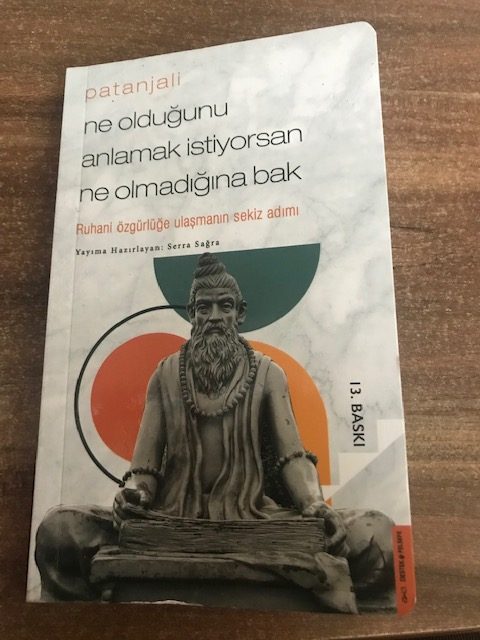 patanjali
ne olduğunu
anlamak istiyorsan
ne olmadığına bak
Ruhani özgürlüğe ulaşmanın sekiz adımı
Yayıma Hazırlayan: Serra Sağra
13. BASKI